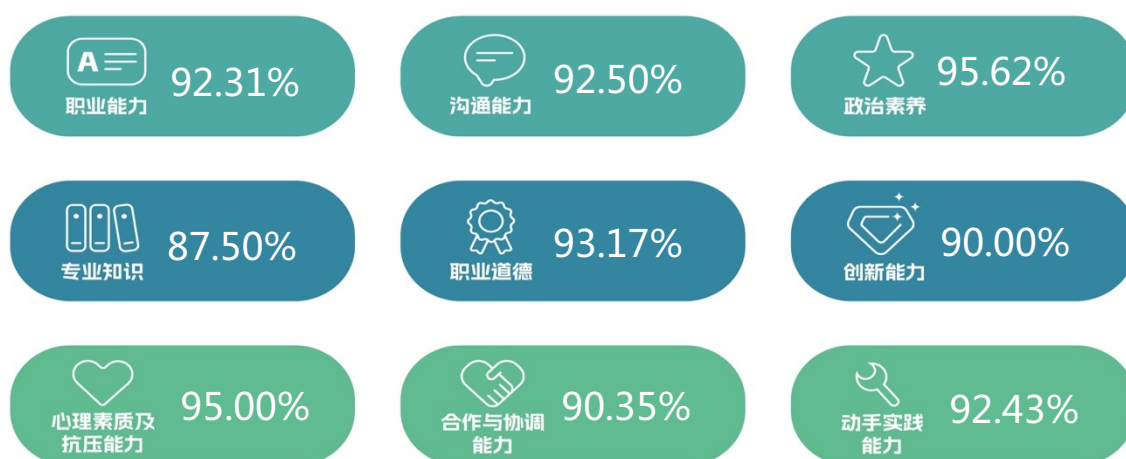 A
92.31%
职业能力
92.50%
沟通能力
95.62%
政治素养
87.50%
专业知识
93.17%
职业道德
90.00%
创新能力
95.00%
心理素质及
抗压能力
90.35%
合作与协调
能力
92.43%
动手实践
能力